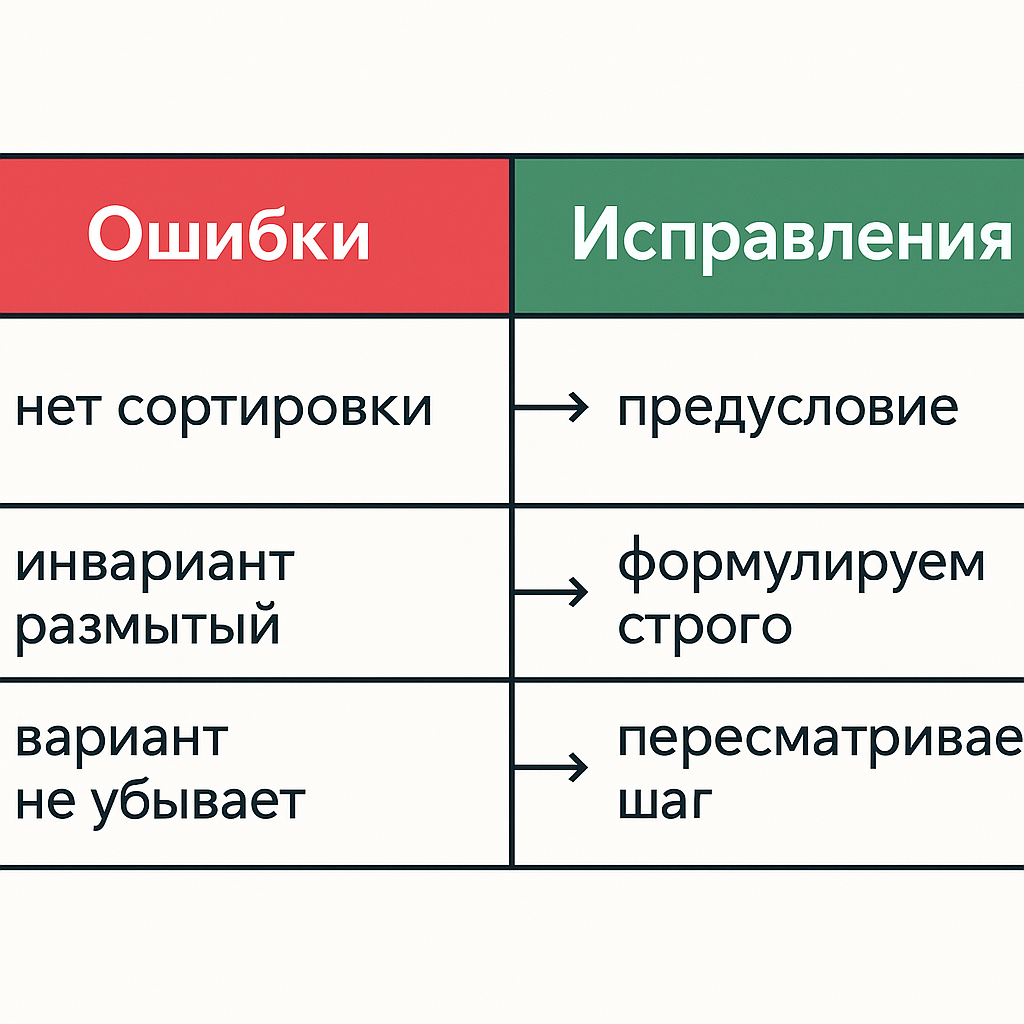 Ошибки
Исправления
нет сортировки
→ предусловие
инвариант
размытый
→ формулируем
строго
вариант
не убывает
→ пересматривае
шаг